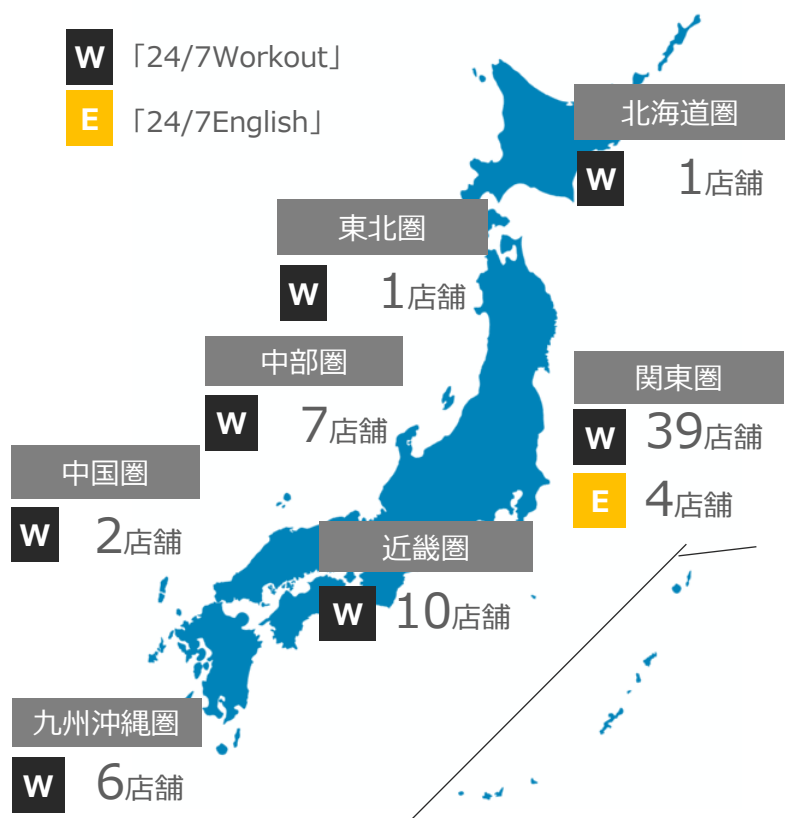 W 「24/7Workout」
E 「24/7English」
北海道圏
W 1店舗
東北圏
W 1店舗
中部圏
W 7店舗
関東圏
W 39店舗
E 4店舗
中国圏
W 2店舗
近畿圏
W 10店舗
九州沖縄圏
W 6店舗